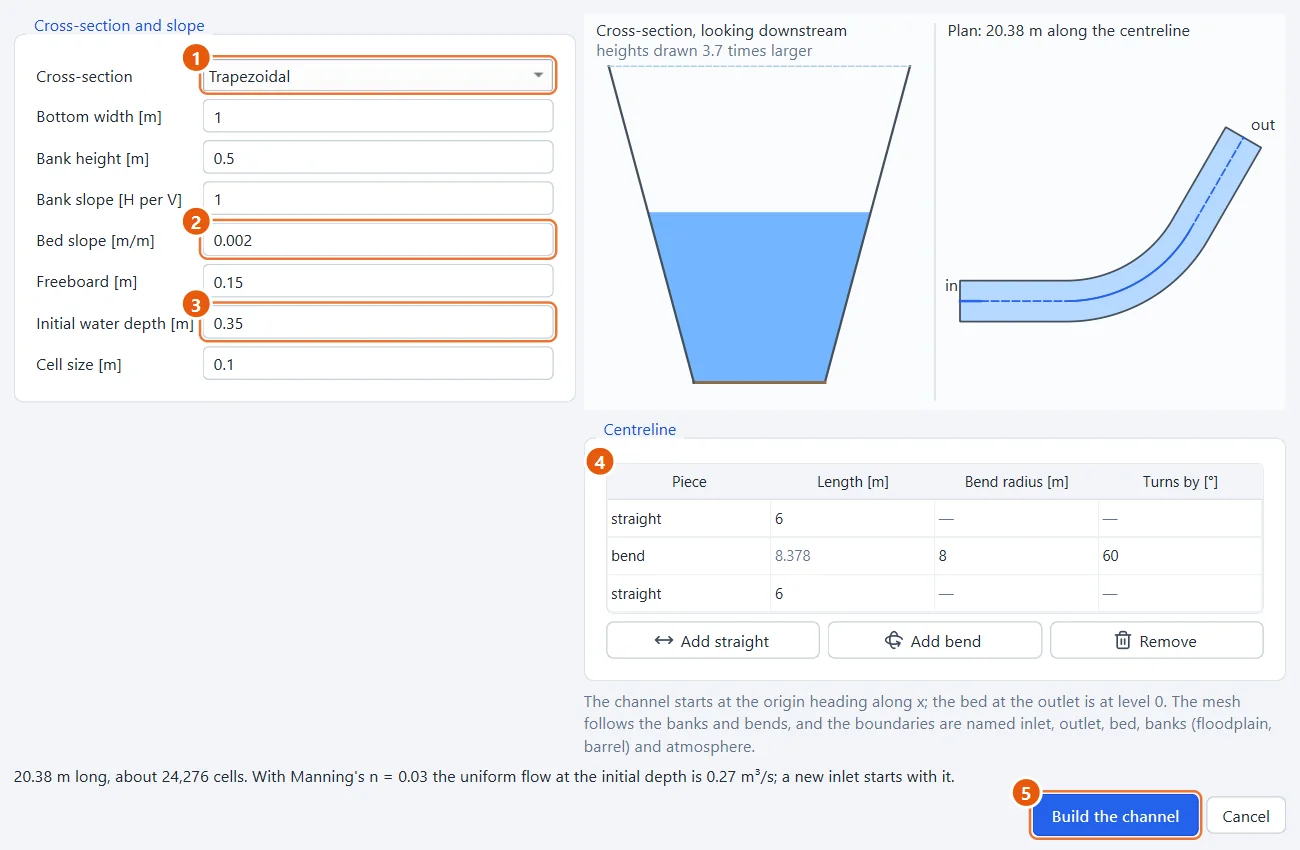 Cross-section and slope
1
Cross-section
Trapezoidal
Bottom width [m]
1
Bank height [m]
0.5
Bank slope [H per V]
1
2
Bed slope [m/m]
0.002
Freeboard [m]
0.15
3
Initial water depth [m]
0.35
Cell size [m]
0.1
Cross-section, looking downstream
heights drawn 3.7 times larger
Plan: 20.38 m along the centreline
out
in
Centreline
4
Piece Length [m] Bend radius [m] Turns by [°]
straight 6 — —
bend 8.378 8 60
straight 6 — —
Add straight Add bend Remove
The channel starts at the origin heading along x; the bed at the outlet is at level 0. The mesh
follows the banks and bends, and the boundaries are named inlet, outlet, bed, banks (floodplain,
barrel) and atmosphere.
20.38 m long, about 24,276 cells. With Manning's n = 0.03 the uniform flow at the initial depth is 0.27 m³/s; a new inlet starts with it.
5
Build the channel Cancel